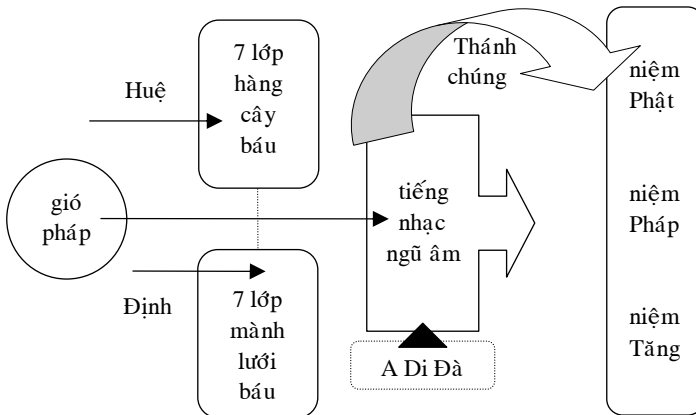 7 lớp
hàng
cây
báu
Huệ
Thánh
chúng
niệm
Phật
gió
pháp
tiếng
nhạc
ngũ âm
niệm
Pháp
Định
7 lớp
mành
lưới
báu
A Di Đà
niệm
Tăng